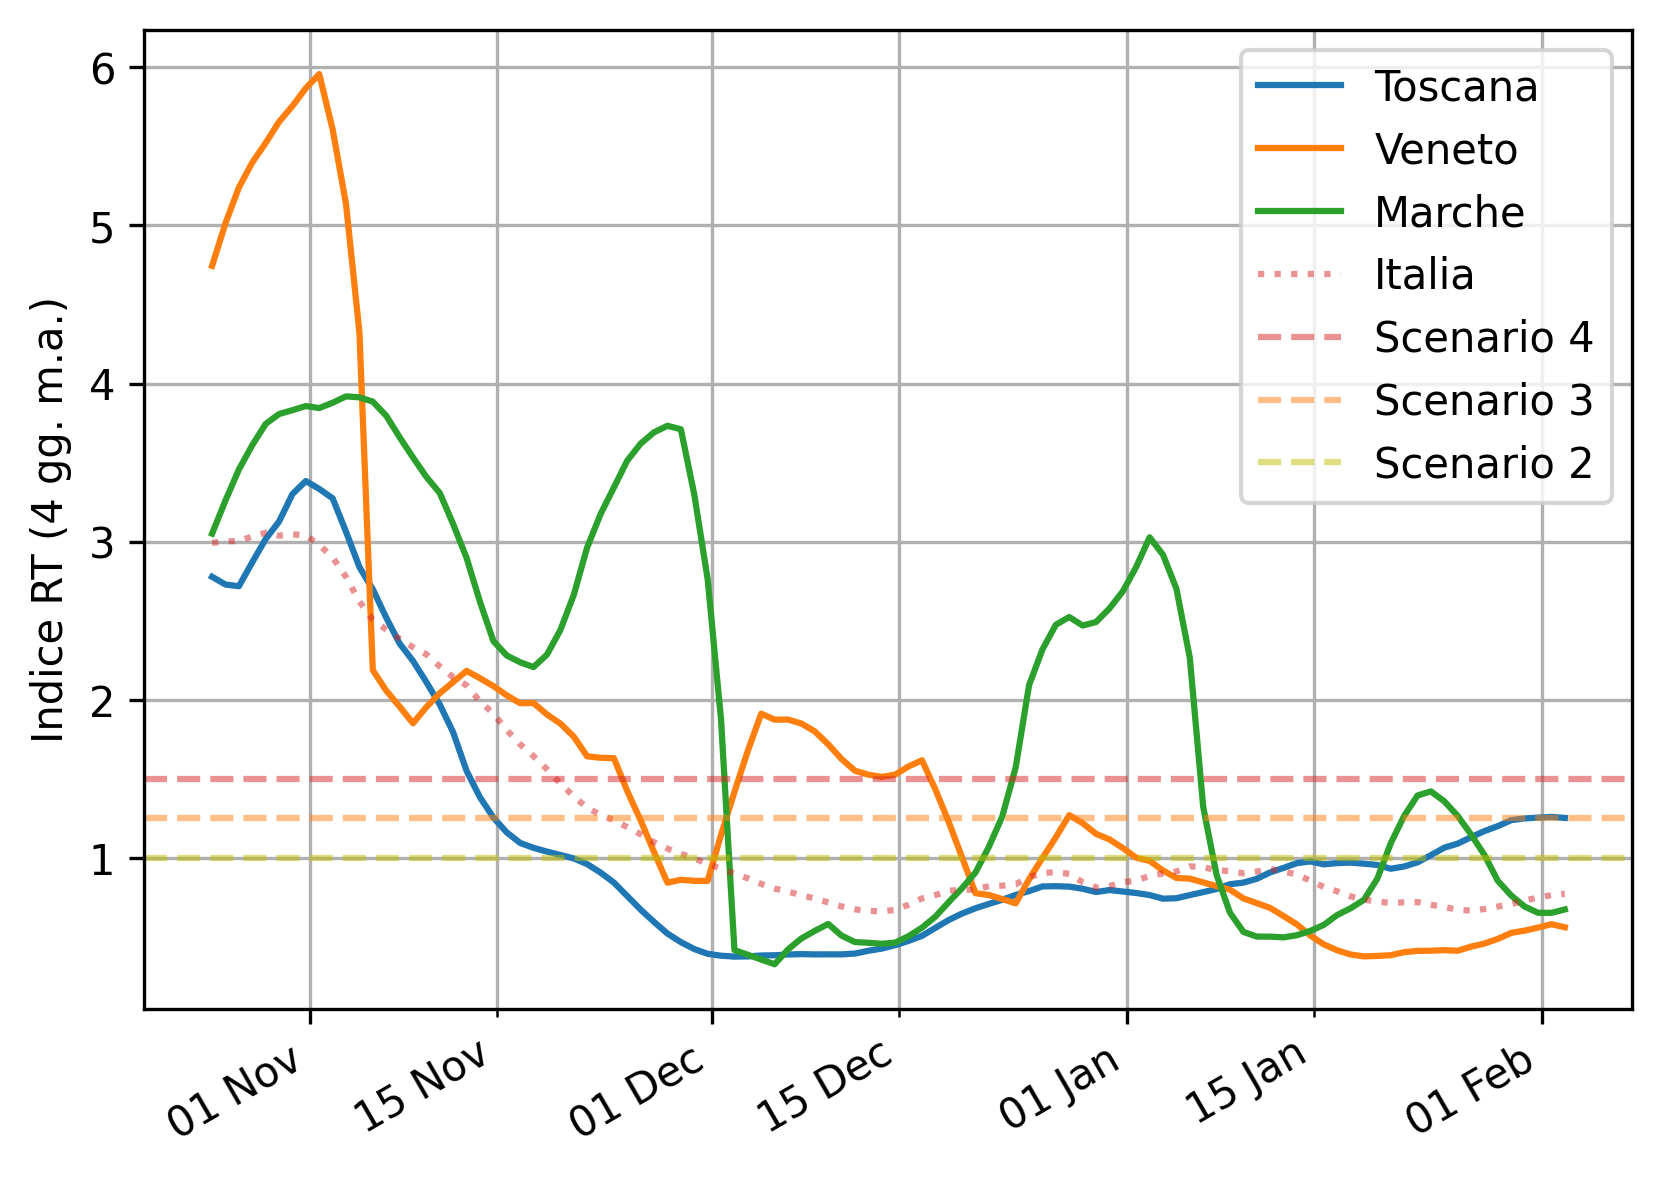 6
5
4
3
2
1
Indice RT (4 gg. m.a.)
Toscana
Veneto
Marche
Italia
Scenario 4
Scenario 3
Scenario 2
01 Nov
15 Nov
01 Dec
15 Dec
01 Jan
15 Jan
01 Feb